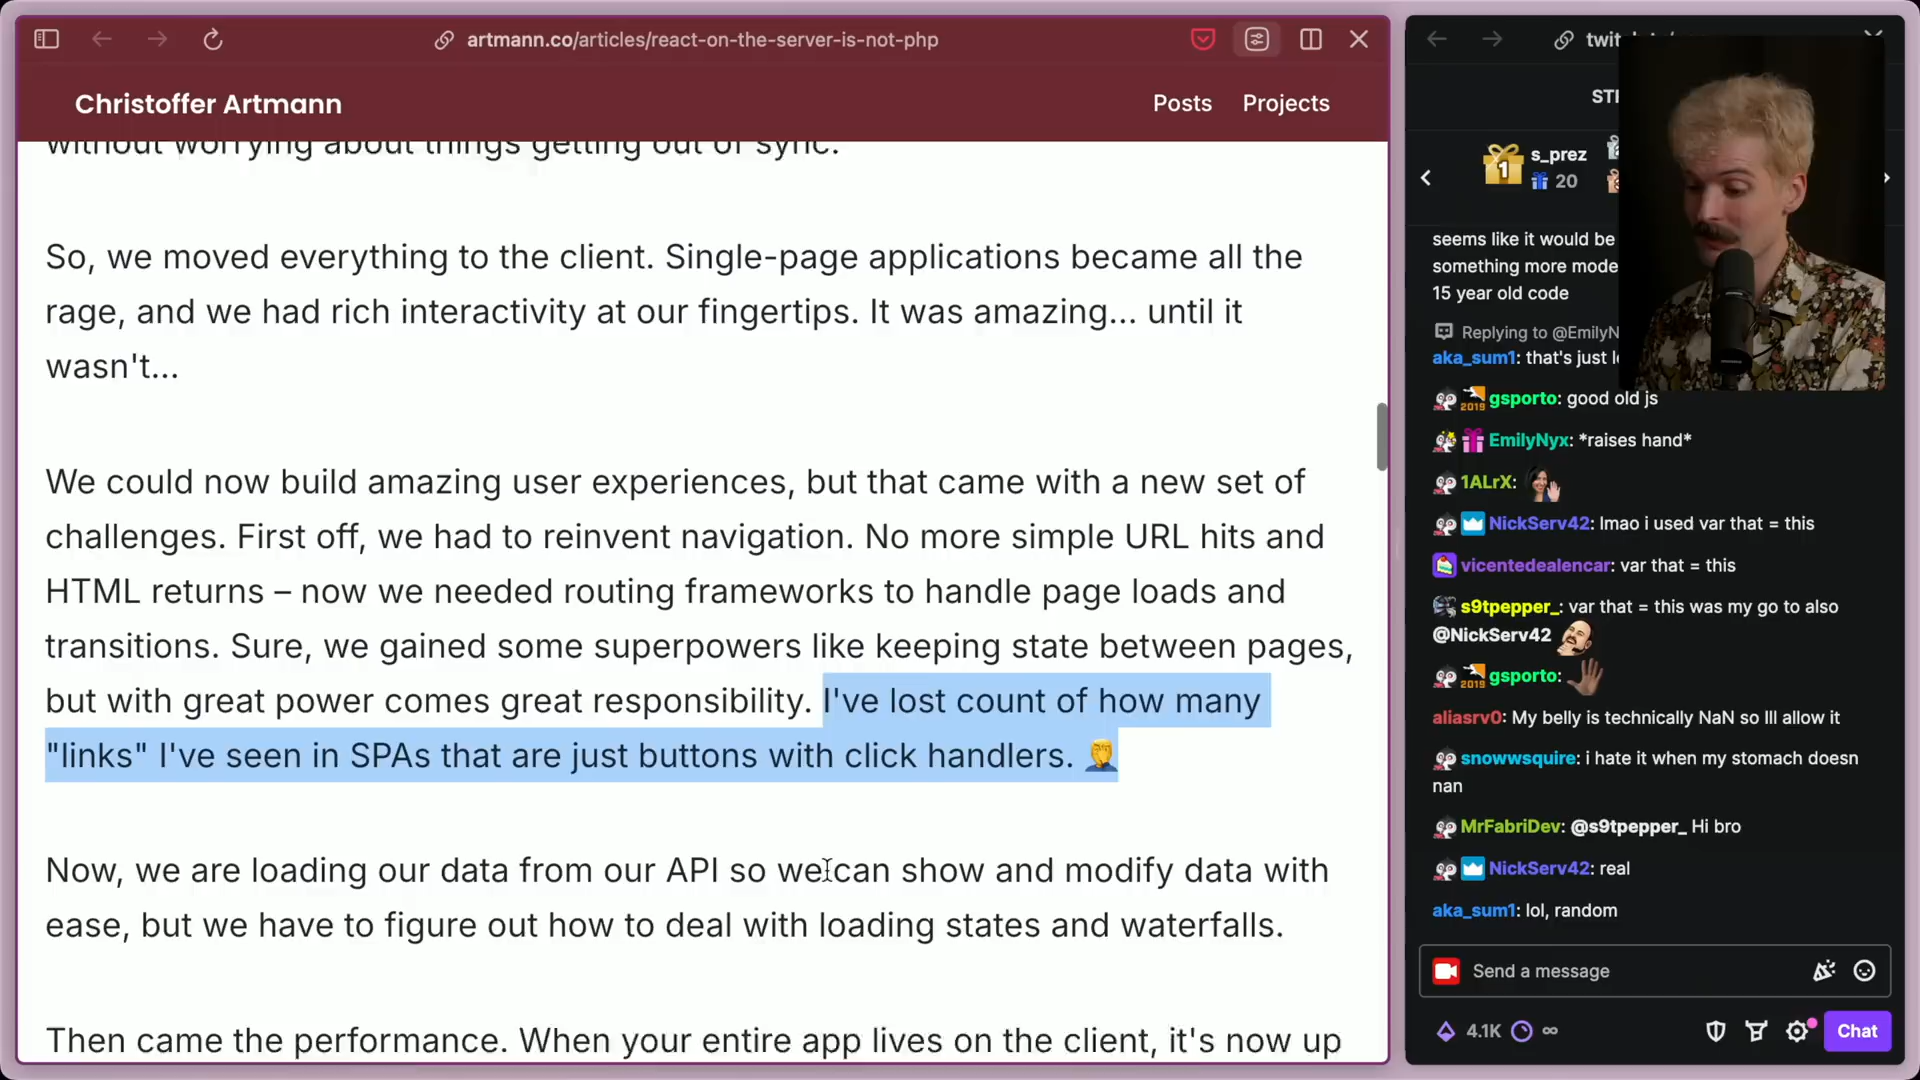 artmann.co/articles/react-on-the-server-is-not-php
Christoffer Artmann
Posts
Projects
without worrying about things getting out of sync.
So, we moved everything to the client. Single-page applications became all the
rage, and we had rich interactivity at our fingertips. It was amazing... until it
wasn't...
We could now build amazing user experiences, but that came with a new set of
challenges. First off, we had to reinvent navigation. No more simple URL hits and
HTML returns – now we needed routing frameworks to handle page loads and
transitions. Sure, we gained some superpowers like keeping state between pages,
but with great power comes great responsibility. I've lost count of how many
"links" I've seen in SPAs that are just buttons with click handlers. 🤦
Now, we are loading our data from our API so we can show and modify data with
ease, but we have to figure out how to deal with loading states and waterfalls.
Then came the performance. When your entire app lives on the client, it's now up
1
s_prez
20
seems like it would be
something more mode
15 year old code
Replying to @EmilyN
aka_sum1: that's just
2019 gsporto: good old js
EmilyNyx: *raises hand*
1ALrX:
NickServ42: lmao i used var that = this
vicentedealencar: var that = this
s9tpepper_: var that = this was my go to also
@NickServ42
2019 gsporto:
aliasrv0: My belly is technically NaN so Ill allow it
snowwsquire: i hate it when my stomach doesn
nan
MrFabriDev: @s9tpepper_ Hi bro
NickServ42: real
aka_sum1: lol, random
Send a message
4.1K
∞
Chat